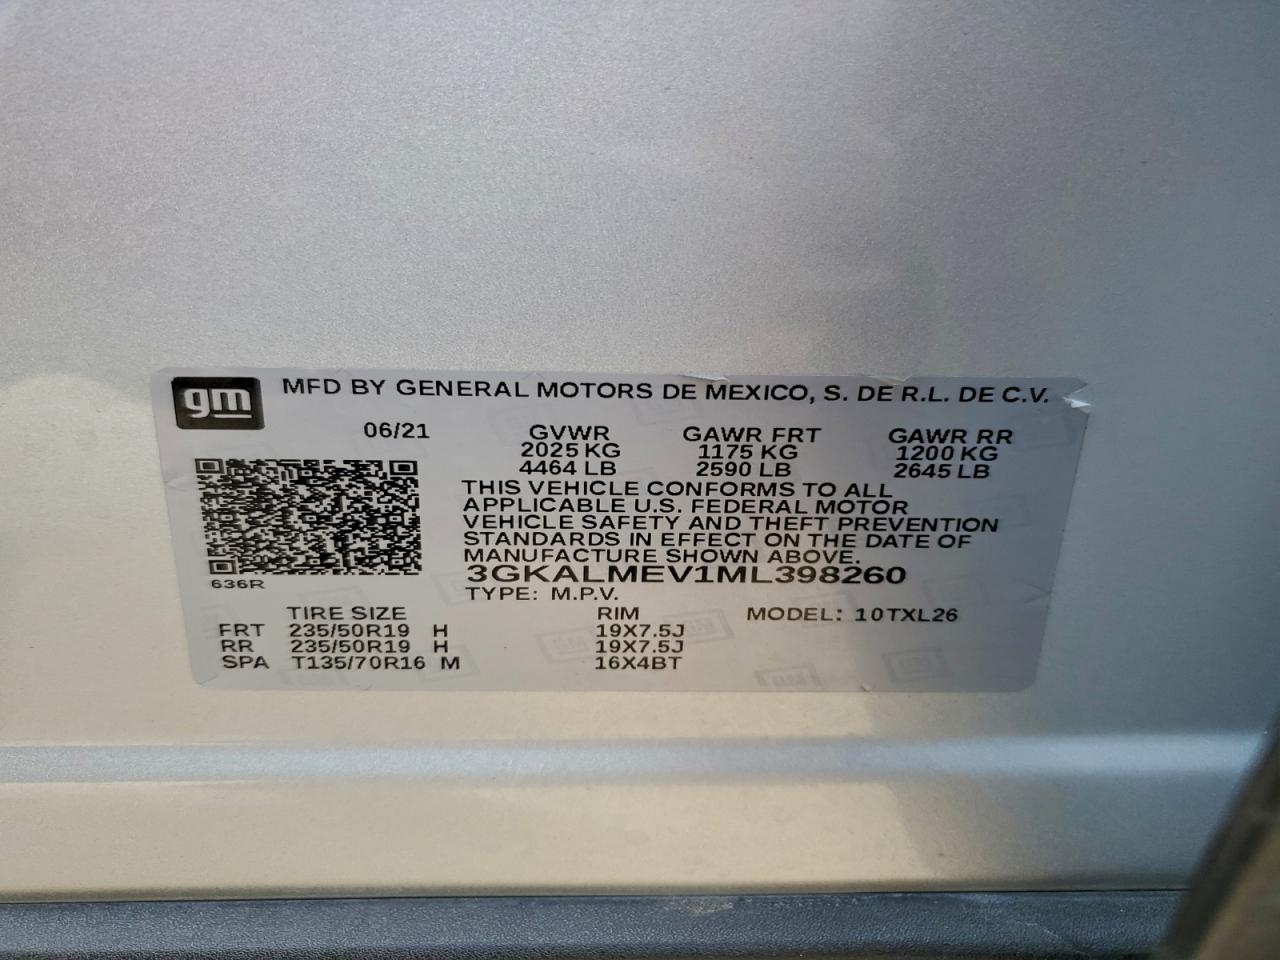 gm MFD BY GENERAL MOTORS DE MEXICO, S. DE R.L. DE C.V.
06/21 GVWR GAWR FRT GAWR RR
2025 KG 1175 KG 1200 KG
4464 LB 2590 LB 2645 LB
THIS VEHICLE CONFORMS TO ALL
APPLICABLE U.S. FEDERAL MOTOR
VEHICLE SAFETY AND THEFT PREVENTION
STANDARDS IN EFFECT ON THE DATE OF
MANUFACTURE SHOWN ABOVE.
3GKALMEV1ML398260
636R
TYPE: M.P.V.
TIRE SIZE RIM MODEL: 10TXL26
FRT 235/50R19 H 19X7.5J
RR 235/50R19 H 19X7.5J
SPA T135/70R16 M 16X4BT